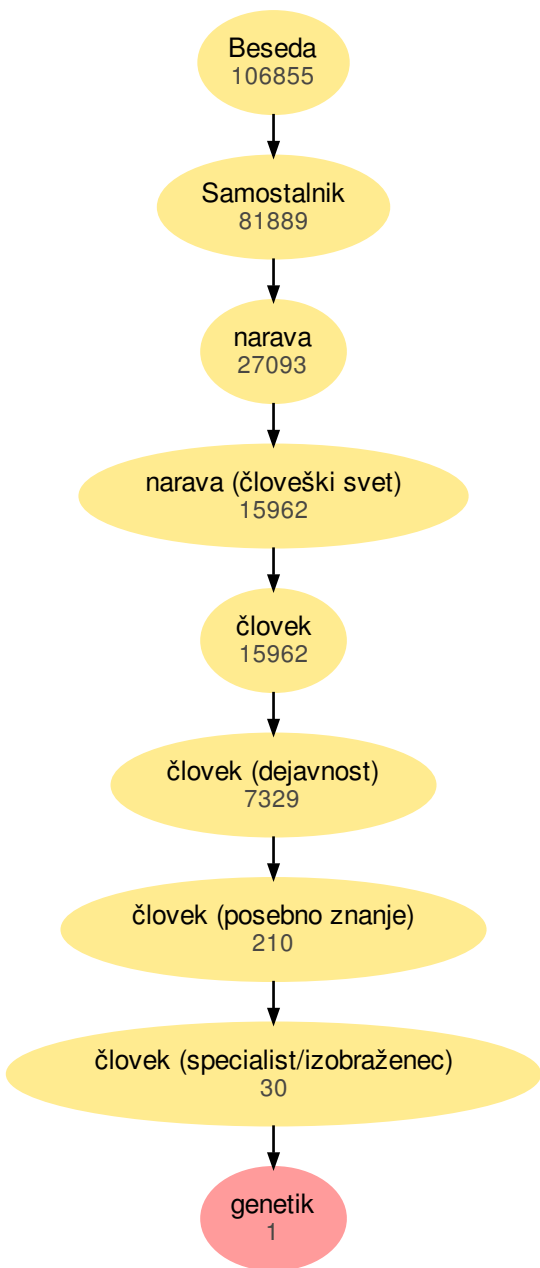 Beseda
106855
Samostalnik
81889
narava
27093
narava (človeški svet)
15962
človek
15962
človek (dejavnost)
7329
človek (posebno znanje)
210
človek (specialist/izobraženec)
30
genetik
1